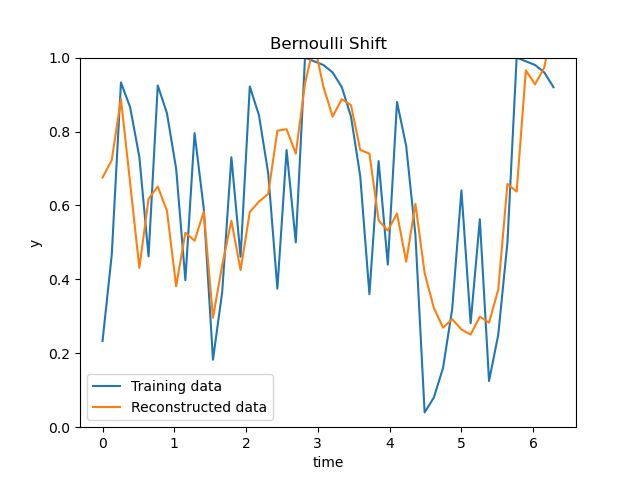 Bernoulli Shift
1.0
0.8
0.6
0.4
0.2
0.0
y
Training data
Reconstructed data
0 1 2 3 4 5 6
time